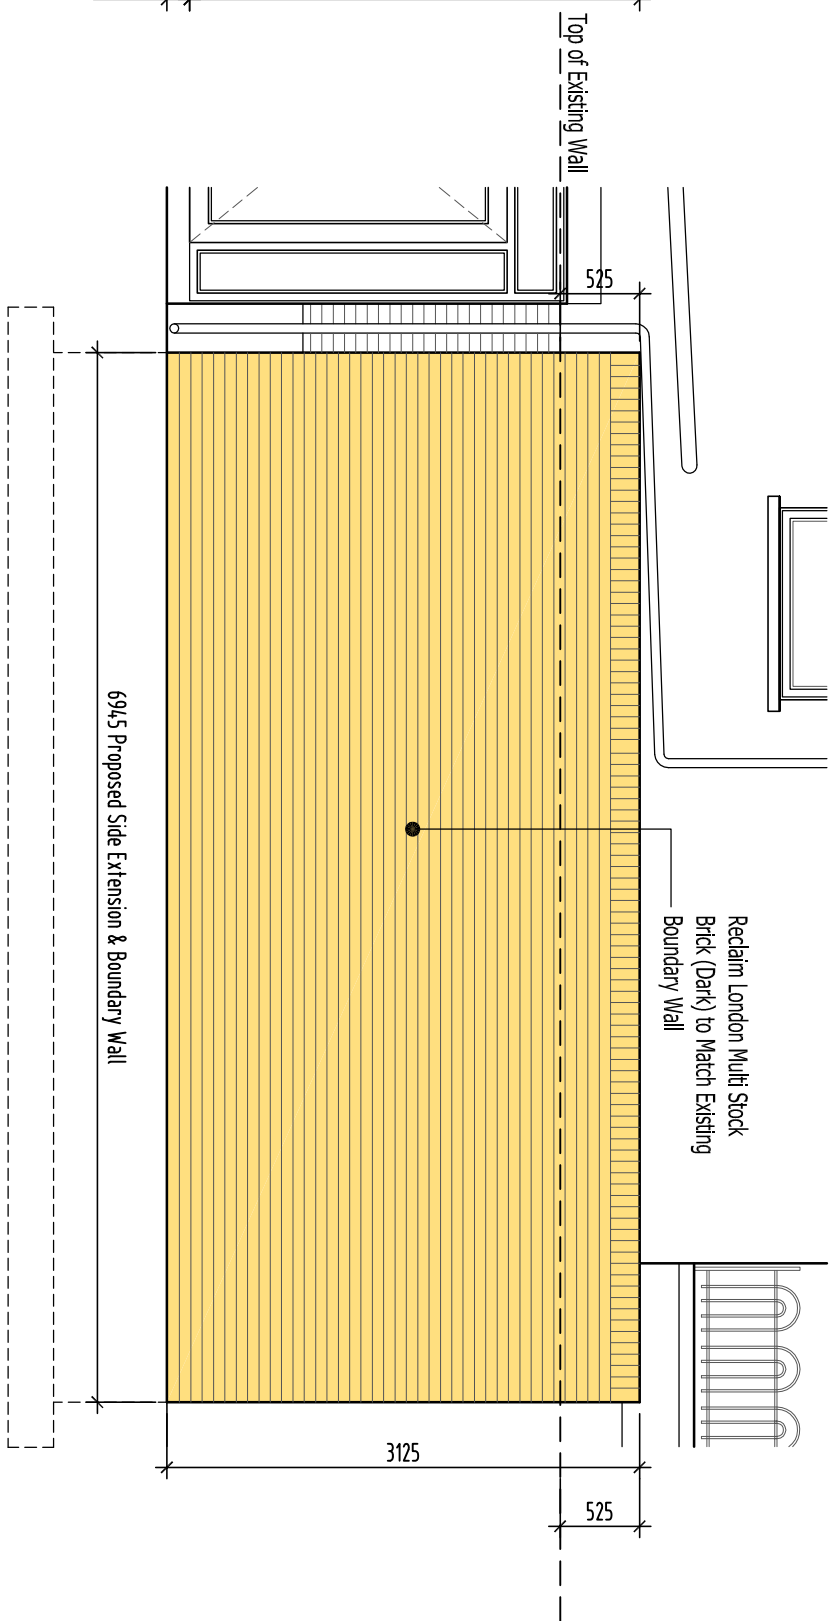 Top of Existing Wall
525
Reclaim London Multi Stock
Brick (Dark) to Match Existing
Boundary Wall
6945 Proposed Side Extension & Boundary Wall
3125
525